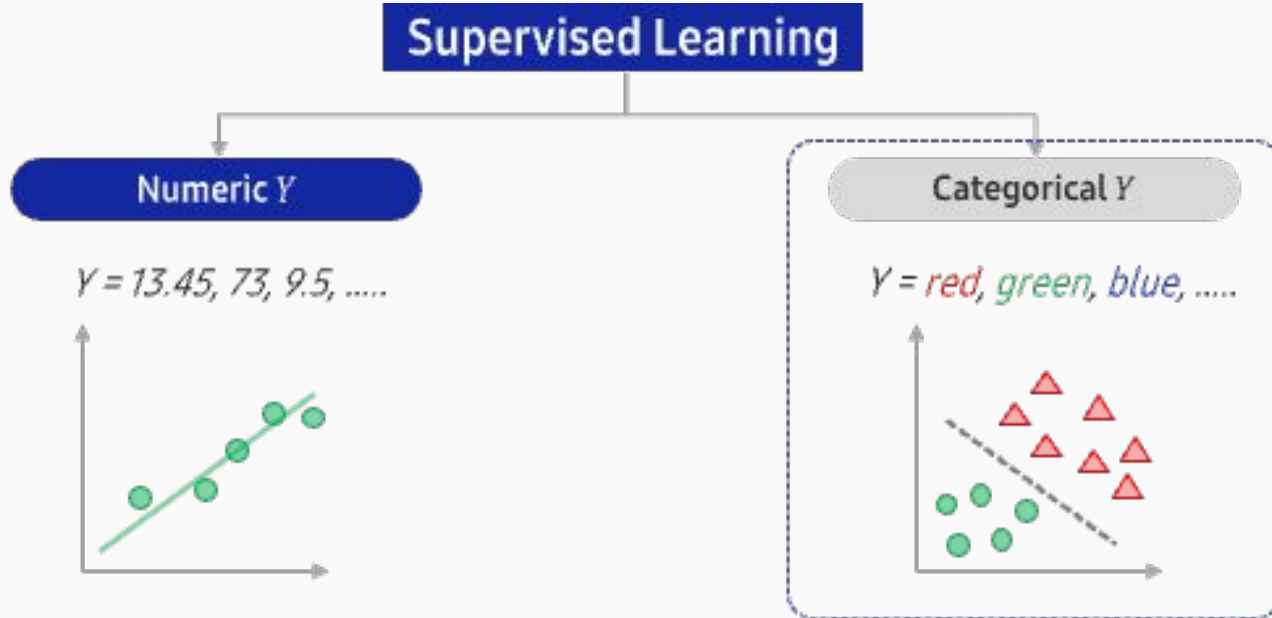 Supervised Learning
Numeric Y
Categorical Y
Y = 13.45, 73, 9.5, .....
Y = red, green, blue, .....